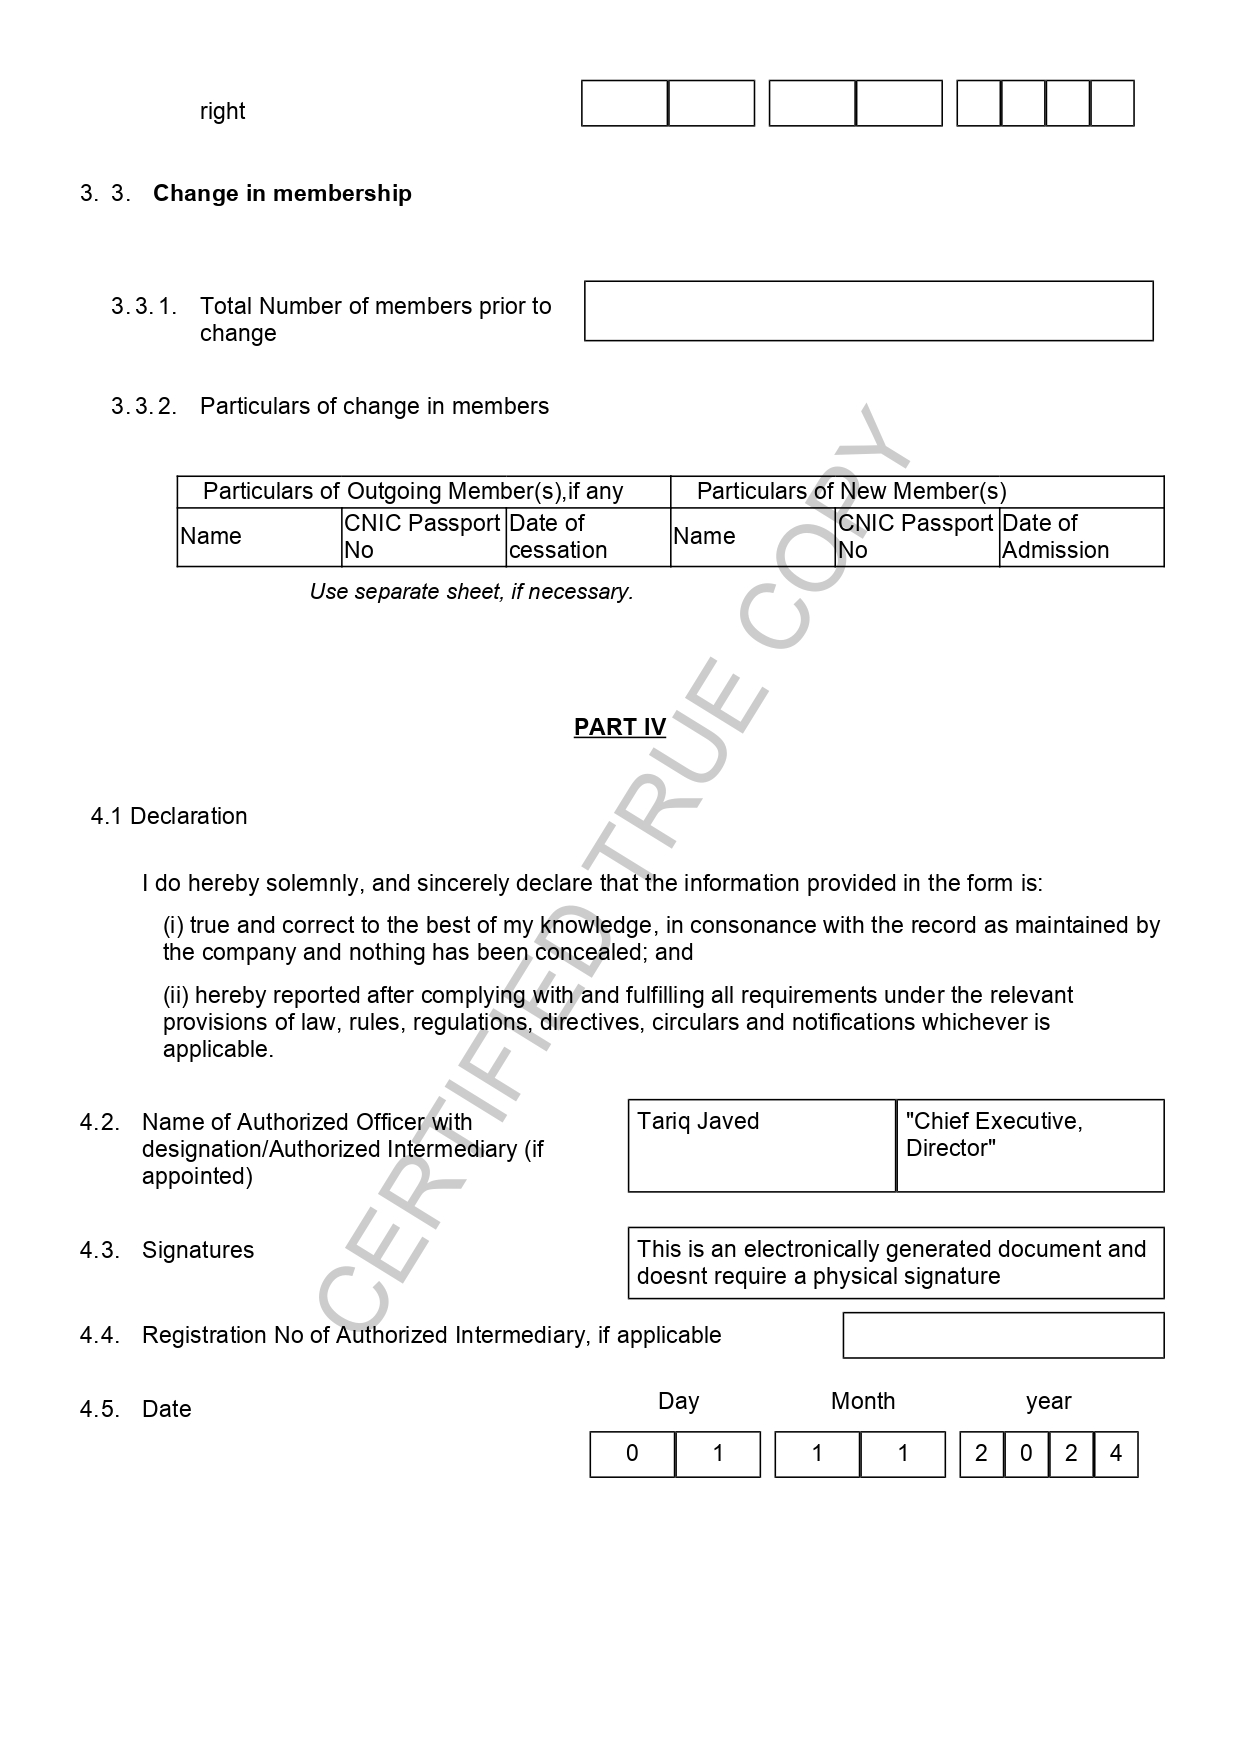 right
3. 3. Change in membership
3. 3. 1. Total Number of members prior to
change
3. 3. 2. Particulars of change in members
Particulars of Outgoing Member(s),if any Particulars of New Member(s)
Name CNIC Passport No Date of cessation Name CNIC Passport No Date of Admission
Use separate sheet, if necessary.
PART IV
4.1 Declaration
I do hereby solemnly, and sincerely declare that the information provided in the form is:
(i) true and correct to the best of my knowledge, in consonance with the record as maintained by
the company and nothing has been concealed; and
(ii) hereby reported after complying with and fulfilling all requirements under the relevant
provisions of law, rules, regulations, directives, circulars and notifications whichever is
applicable.
4.2. Name of Authorized Officer with
designation/Authorized Intermediary (if
appointed)
Tariq Javed
"Chief Executive,
Director"
4.3. Signatures
This is an electronically generated document and
doesnt require a physical signature
4.4. Registration No of Authorized Intermediary, if applicable
4.5. Date
Day Month year
0 1 1 1 2 0 2 4
CERTIFIED TRUE COPY